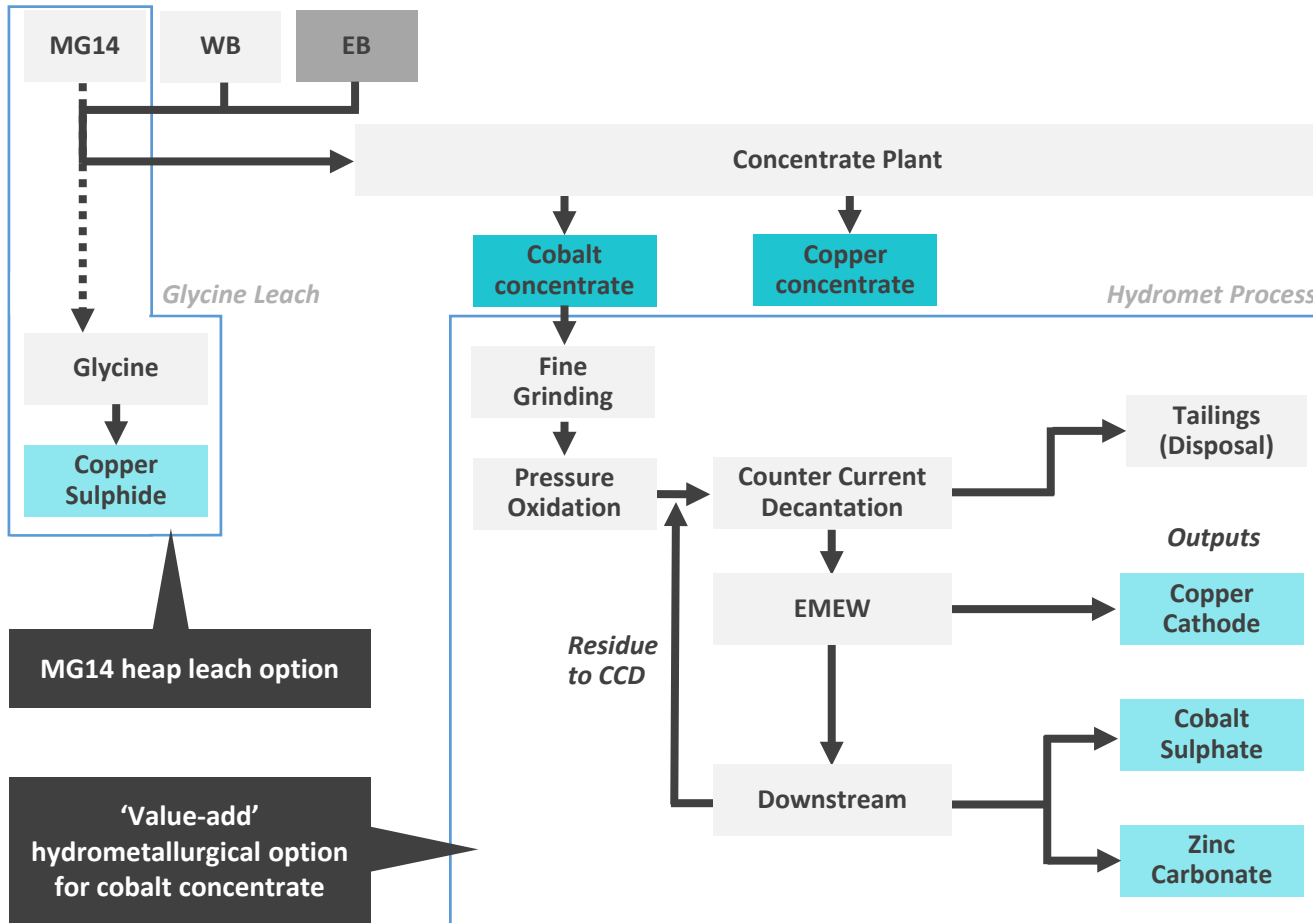 MG14
WB
EB
Concentrate Plant
Cobalt
concentrate
Copper
concentrate
Glycine Leach
Hydromet Process
Glycine
Copper
Sulphide
Fine
Grinding
Pressure
Oxidation
Counter Current
Decantation
Tailings
(Disposal)
Outputs
EMEW
Copper
Cathode
Residue
to CCD
MG14 heap leach option
Cobalt
Sulphate
Downstream
Zinc
Carbonate
‘Value-add’
hydrometallurgical option
for cobalt concentrate